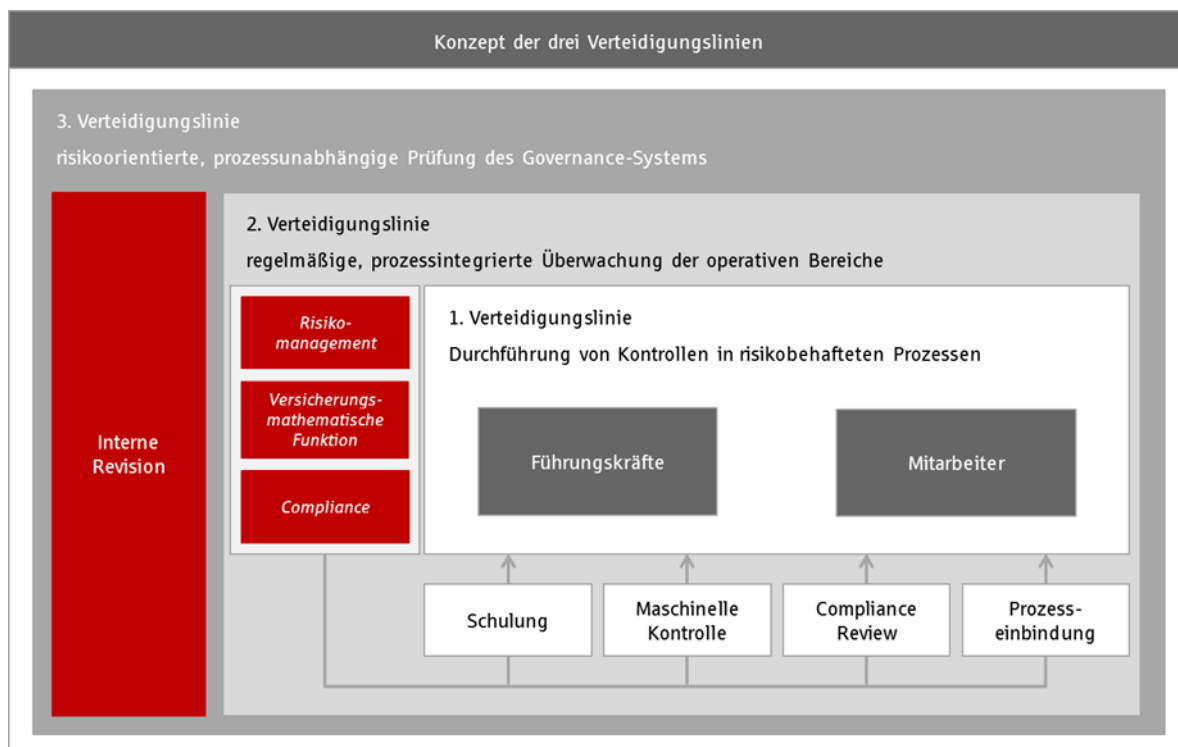 Konzept der drei Verteidigungslinien
3. Verteidigungslinie
risikoorientierte, prozessunabhängige Prüfung des Governance-Systems
Interne
Revision
2. Verteidigungslinie
regelmäßige, prozessintegrierte Überwachung der operativen Bereiche
Risiko-
management
Versicherungs-
mathematische
Funktion
Compliance
1. Verteidigungslinie
Durchführung von Kontrollen in risikobehafteten Prozessen
Führungskräfte
Mitarbeiter
Schulung
Maschinelle
Kontrolle
Compliance
Review
Prozess-
einbindung